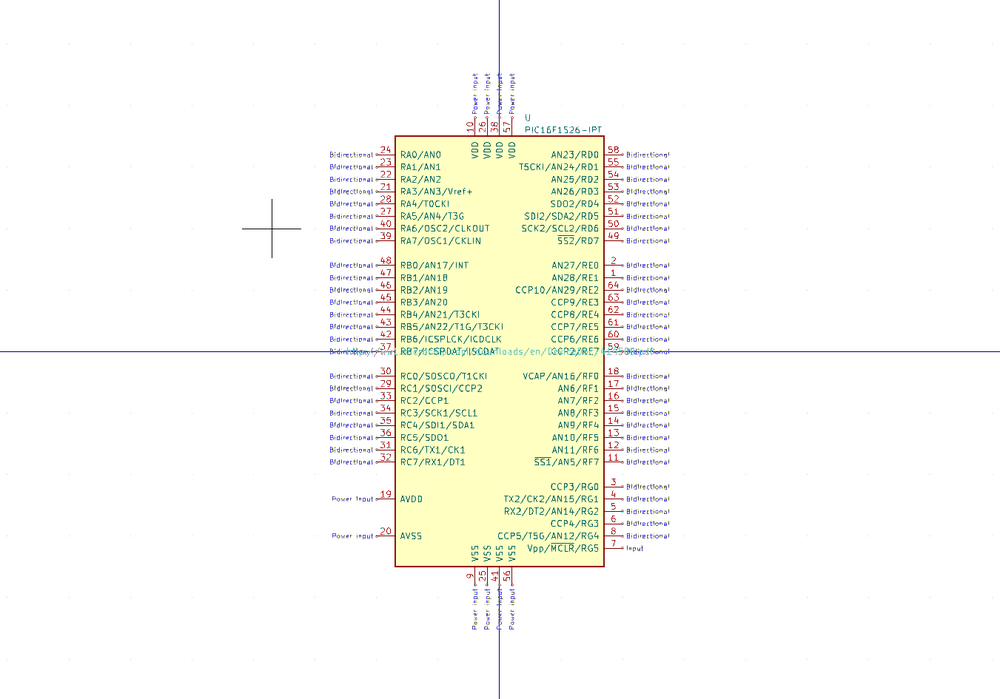 Power Input Power Input Power Input Power Input
U
10 26 38 57
PIC16F1526-IPT
VDD VDD VDD VDD
Bidirectional 24 RA0/AN0 AN23/RD0 58 Bidirectional
Bidirectional 23 RA1/AN1 T5CKI/AN24/RD1 55 Bidirectional
Bidirectional 22 RA2/AN2 AN25/RD2 54 Bidirectional
Bidirectional 21 RA3/AN3/Vref+ AN26/RD3 53 Bidirectional
Bidirectional 28 RA4/T0CKI SDO2/RD4 52 Bidirectional
Bidirectional 27 RA5/AN4/T3G SDI2/SDA2/RD5 51 Bidirectional
Bidirectional 40 RA6/OSC2/CLKOUT SCK2/SCL2/RD6 50 Bidirectional
Bidirectional 39 RA7/OSC1/CKLIN SS2/RD7 49 Bidirectional
Bidirectional 48 RB0/AN17/INT AN27/RE0 2 Bidirectional
Bidirectional 47 RB1/AN18 AN28/RE1 1 Bidirectional
Bidirectional 46 RB2/AN19 CCP10/AN29/RE2 64 Bidirectional
Bidirectional 45 RB3/AN20 CCP9/RE3 63 Bidirectional
Bidirectional 44 RB4/AN21/T3CKI CCP8/RE4 62 Bidirectional
Bidirectional 43 RB5/AN22/T1G/T3CKI CCP7/RE5 61 Bidirectional
Bidirectional 42 RB6/ICSPLCK/ICDCLK CCP6/RE6 60 Bidirectional
37 RB7/ICSPDAT/ISCDAT CCP2/RE7 59
Bidirectional 30 RC0/SOSCO/T1CKI VCAP/AN16/RF0 18 Bidirectional
Bidirectional 29 RC1/SOSCI/CCP2 AN6/RF1 17 Bidirectional
Bidirectional 33 RC2/CCP1 AN7/RF2 16 Bidirectional
Bidirectional 34 RC3/SCK1/SCL1 AN8/RF3 15 Bidirectional
Bidirectional 35 RC4/SDI1/SDA1 AN9/RF4 14 Bidirectional
Bidirectional 36 RC5/SDO1 AN10/RF5 13 Bidirectional
Bidirectional 31 RC6/TX1/CK1 AN11/RF6 12 Bidirectional
Bidirectional 32 RC7/RX1/DT1 SS1/AN5/RF7 11 Bidirectional
CCP3/RG0 3 Bidirectional
Power Input 19 AVDD TX2/CK2/AN15/RG1 4 Bidirectional
RX2/DT2/AN14/RG2 5 Bidirectional
CCP4/RG3 6 Bidirectional
Power Input 20 AVSS CCP5/T5G/AN12/RG4 8 Bidirectional
Vpp/MCLR/RG5 7 Input
VSS VSS VSS VSS
9 25 41 56
Power Input Power Input Power Input Power Input